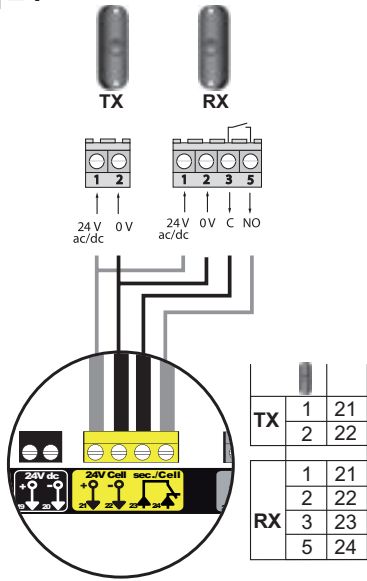 TX RX
1 2 1 2 3 5
24 V ac/dc 0 V 24 V ac/dc 0 V C NO
24V dc 24V Cell sec./Cell
+ - + -
19 20 21 22 23 24
TX 1 21
2 22
RX 1 21
2 22
3 23
5 24